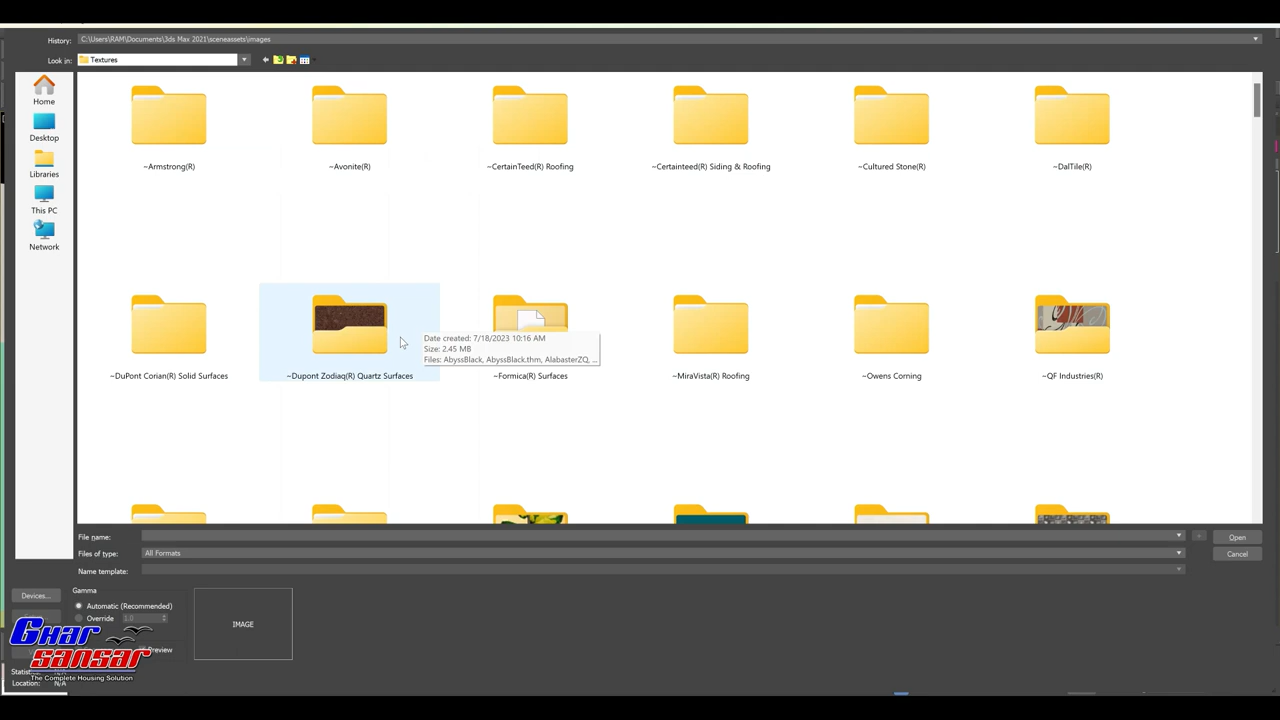 History: C:\Users\RAM\Documents\3ds Max 2021\sceneassets\images
Look in: Textures
Home
Desktop
Libraries
This PC
Network
~Armstrong(R)
~Avonite(R)
~CertainTeed(R) Roofing
~Certainteed(R) Siding & Roofing
~Cultured Stone(R)
~DalTile(R)
Date created: 7/18/2023 10:16 AM
Size: 2.45 MB
Files: AbyssBlack, AbyssBlack.thm, AlabasterZQ, ...
~DuPont Corian(R) Solid Surfaces
~Dupont Zodiaq(R) Quartz Surfaces
~Formica(R) Surfaces
~MiraVista(R) Roofing
~Owens Corning
~QF Industries(R)
File name:
Open
Files of type: All Formats
Cancel
Name template:
Devices...
Gamma
Automatic (Recommended)
Override 1.0
IMAGE
Preview
Location: N/A
Ghar
Sansar
The Complete Housing Solution